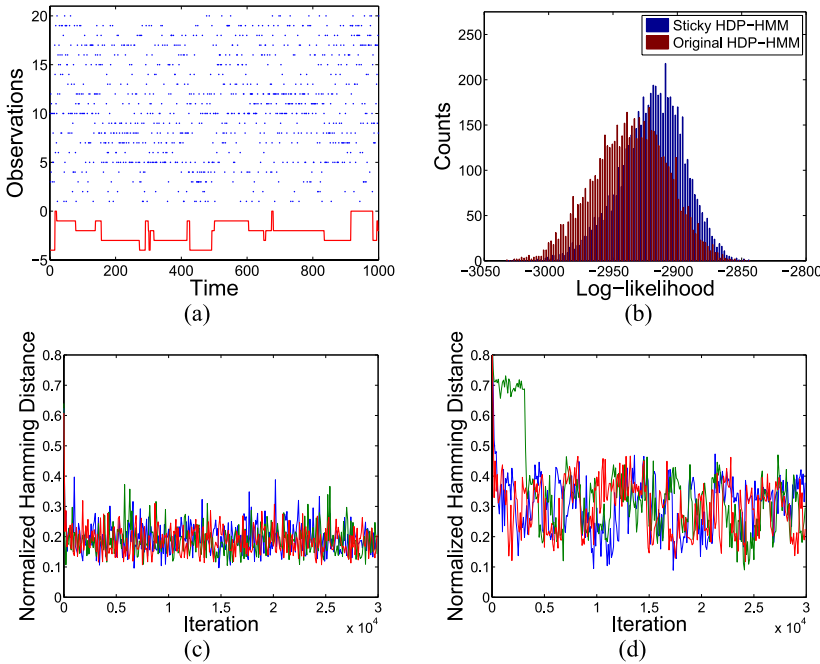 Observations
20
15
10
5
0
−5
0 200 400 600 800 1000
Time
(a)
Counts
250
200
150
100
50
0
Sticky HDP−HMM
Original HDP−HMM
−3050 −3000 −2950 −2900 −2850 −2800
Log−likelihood
(b)
Normalized Hamming Distance
0.8
0.7
0.6
0.5
0.4
0.3
0.2
0.1
0
0 0.5 1 1.5 2 2.5 3
Iteration
x 10^4
(c)
Normalized Hamming Distance
0.8
0.7
0.6
0.5
0.4
0.3
0.2
0.1
0
0 0.5 1 1.5 2 2.5 3
Iteration
x 10^4
(d)